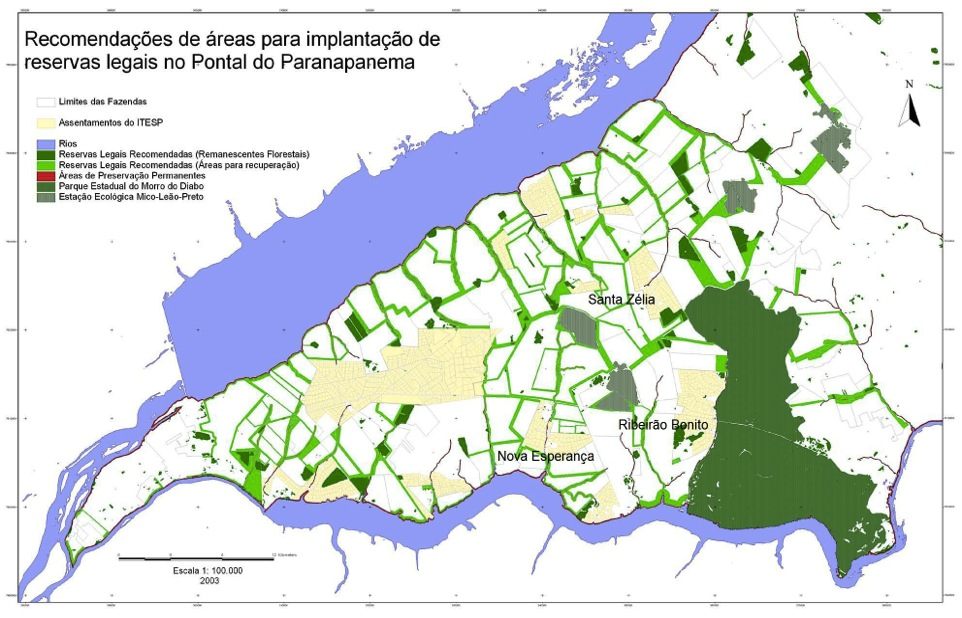 Recomendações de áreas para implantação de
reservas legais no Pontal do Paranapanema
Limites das Fazendas
Assentamentos do ITESP
Rios
Reservas Legais Recomendadas (Remanescentes Florestais)
Reservas Legais Recomendadas (Áreas para recuperação)
Áreas de Preservação Permanentes
Parque Estadual do Morro do Diabo
Estação Ecológica Mico-Leão-Preto
N
Santa Zélia
Ribeirão Bonito
Nova Esperança
Escala 1: 100.000
2003